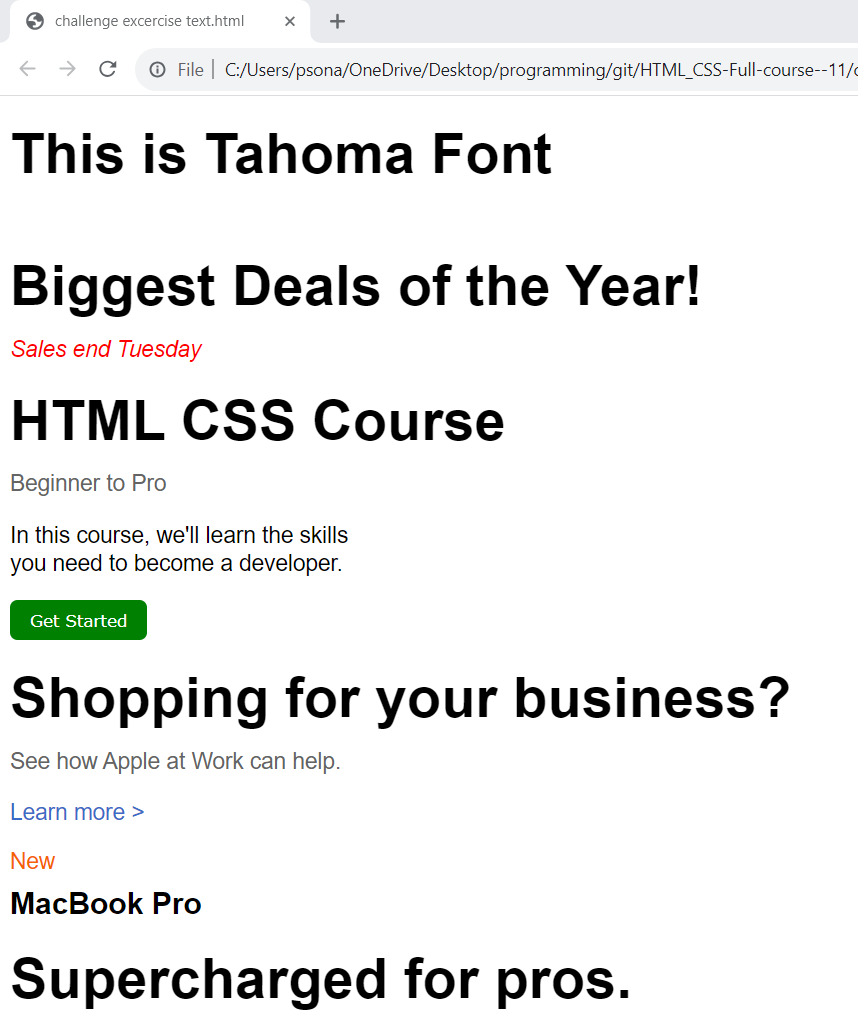 challenge excercise text.html
File
C:/Users/psona/OneDrive/Desktop/programming/git/HTML_CSS-Full-course--11/
This is Tahoma Font
Biggest Deals of the Year!
Sales end Tuesday
HTML CSS Course
Beginner to Pro
In this course, we'll learn the skills
you need to become a developer.
Get Started
Shopping for your business?
See how Apple at Work can help.
Learn more >
New
MacBook Pro
Supercharged for pros.